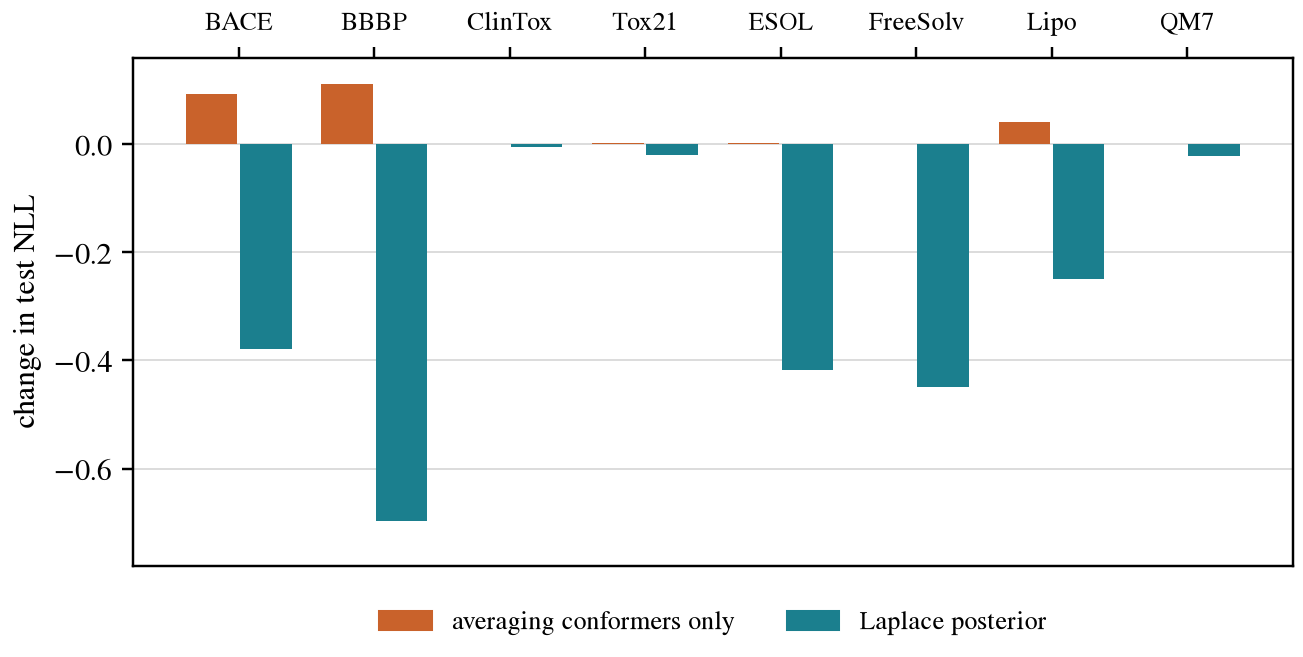 BACE BBBP ClinTox Tox21 ESOL FreeSolv Lipo QM7
0.0
−0.2
−0.4
−0.6
change in test NLL
averaging conformers only Laplace posterior